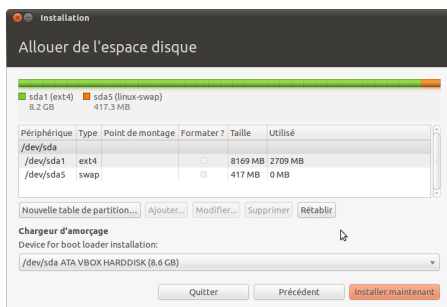 Installation
Allouer de l'espace disque
sda1 (ext4) sda5 (linux-swap)
8.2 GB 417.3 MB
Périphérique Type Point de montage Formater ? Taille Utilisé
/dev/sda
/dev/sda1 ext4 8169 MB 2709 MB
/dev/sda5 swap 417 MB 0 MB
Nouvelle table de partition... Ajouter... Modifier... Supprimer Rétablir
Chargeur d'amorçage
Device for boot loader installation:
/dev/sda ATA VBOX HARDDISK (8.6 GB)
Quitter Précédent Installer maintenant